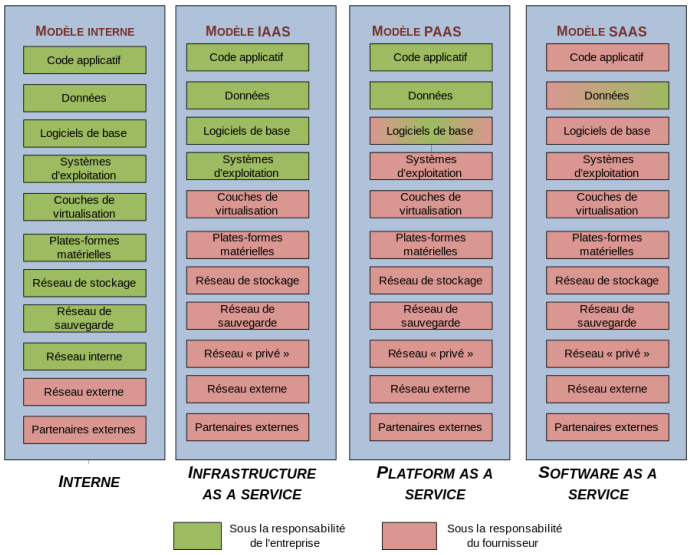 MODÈLE INTERNE
Code applicatif
Données
Logiciels de base
Systèmes
d'exploitation
Couches de
virtualisation
Plates-formes
matérielles
Réseau de stockage
Réseau de
sauvegarde
Réseau interne
Réseau externe
Partenaires externes
INTERNE
MODÈLE IAAS
Code applicatif
Données
Logiciels de base
Systèmes
d'exploitation
Couches de
virtualisation
Plates-formes
matérielles
Réseau de stockage
Réseau de
sauvegarde
Réseau « privé »
Réseau externe
Partenaires externes
INFRASTRUCTURE
AS A SERVICE
MODÈLE PAAS
Code applicatif
Données
Logiciels de base
Systèmes
d'exploitation
Couches de
virtualisation
Plates-formes
matérielles
Réseau de stockage
Réseau de
sauvegarde
Réseau « privé »
Réseau externe
Partenaires externes
PLATFORM AS A
SERVICE
MODÈLE SAAS
Code applicatif
Données
Logiciels de base
Systèmes
d'exploitation
Couches de
virtualisation
Plates-formes
matérielles
Réseau de stockage
Réseau de
sauvegarde
Réseau « privé »
Réseau externe
Partenaires externes
SOFTWARE AS A
SERVICE
Sous la responsabilité
de l'entreprise
Sous la responsabilité
du fournisseur